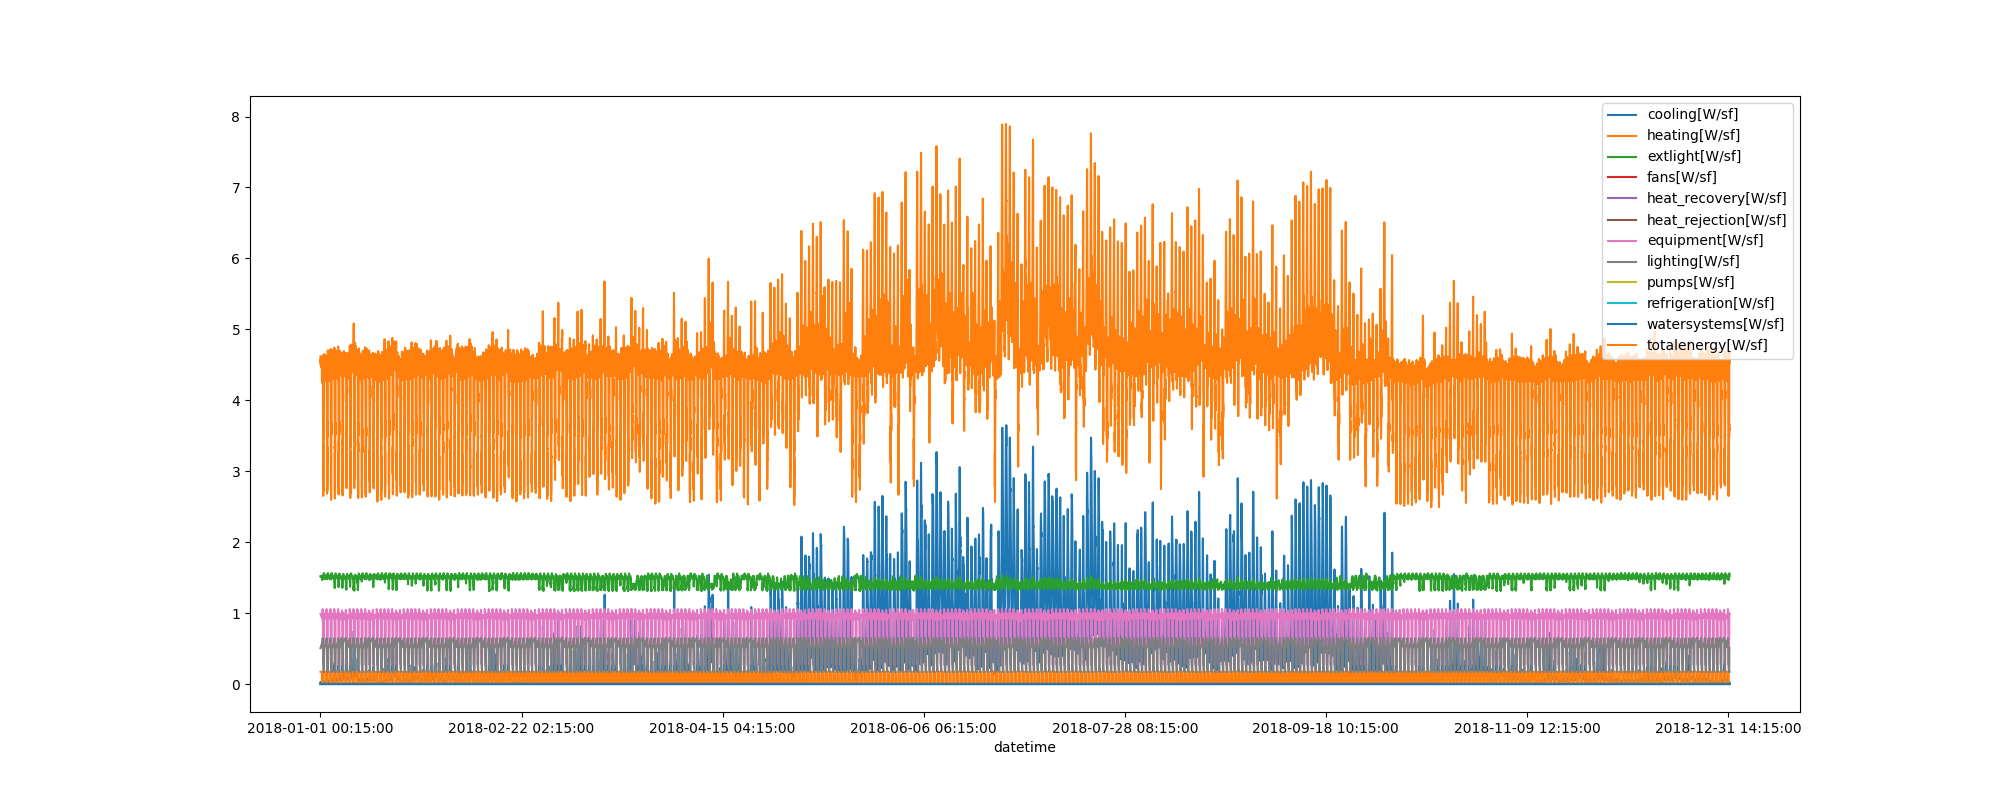 8
7
6
5
4
3
2
1
0
cooling[W/sf]
heating[W/sf]
extlight[W/sf]
fans[W/sf]
heat_recovery[W/sf]
heat_rejection[W/sf]
equipment[W/sf]
lighting[W/sf]
pumps[W/sf]
refrigeration[W/sf]
watersystems[W/sf]
totalenergy[W/sf]
2018-01-01 00:15:00 2018-02-22 02:15:00 2018-04-15 04:15:00 2018-06-06 06:15:00 2018-07-28 08:15:00 2018-09-18 10:15:00 2018-11-09 12:15:00 2018-12-31 14:15:00
datetime